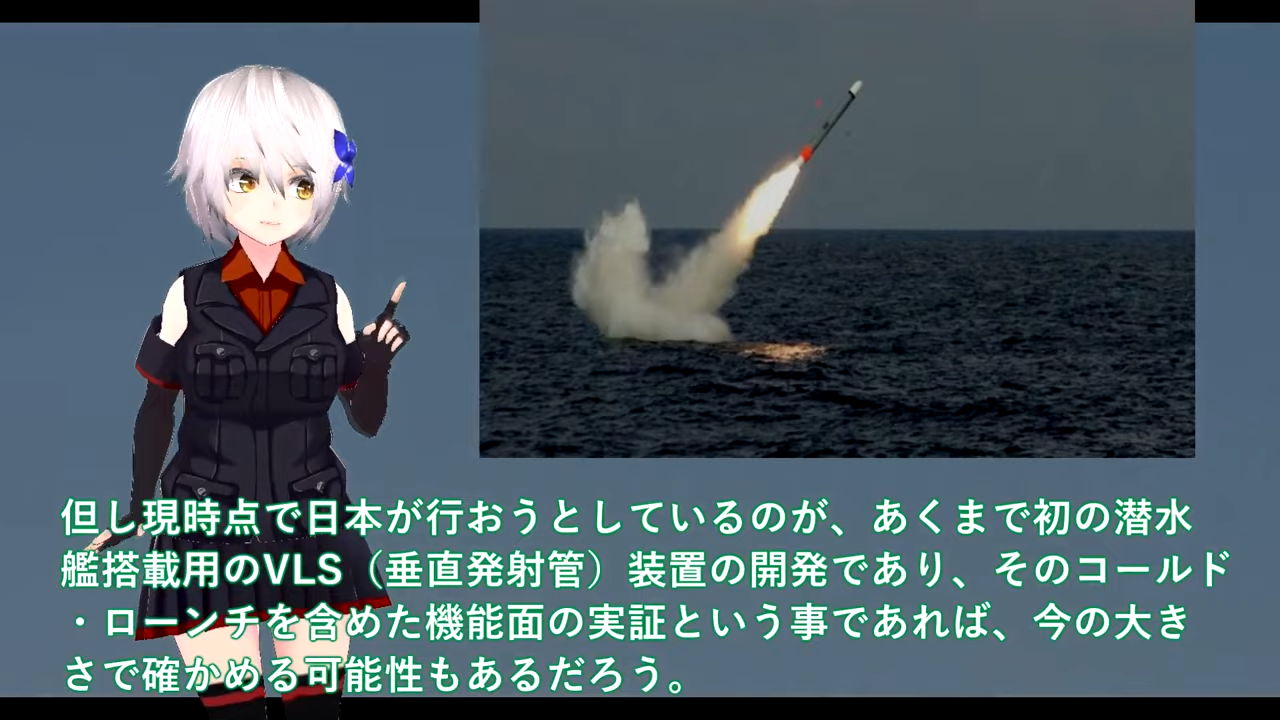 但し現時点で日本が行おうとしているのが、あくまで初の潜水
艦搭載用のVLS（垂直発射管）装置の開発であり、そのコールド
・ローンチを含めた機能面の実証という事であれば、今の大き
さで確かめる可能性もあるだろう。